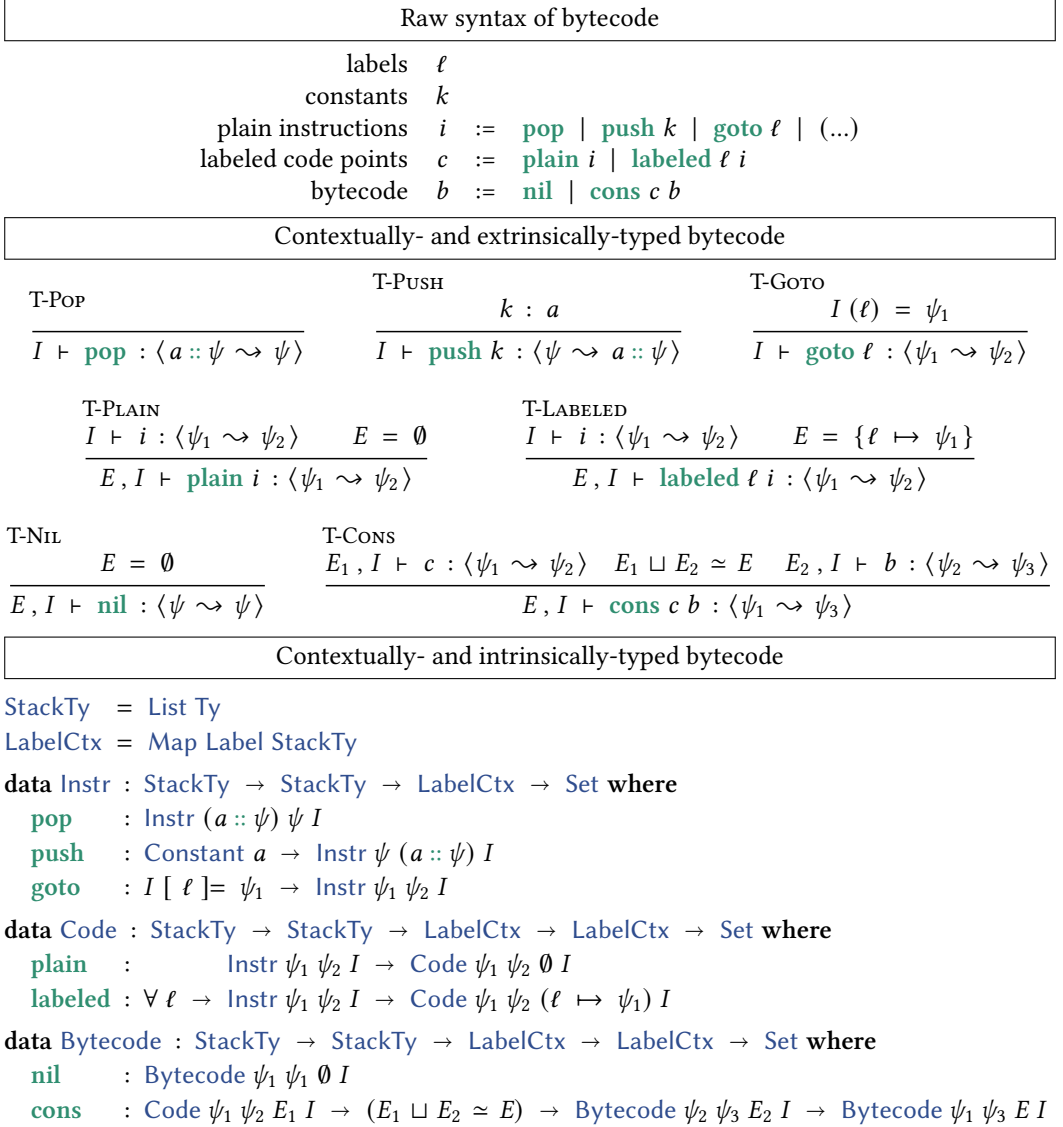 Raw syntax of bytecode
labels ℓ
constants k
plain instructions i := pop | push k | goto ℓ | (...)
labeled code points c := plain i | labeled ℓ i
bytecode b := nil | cons c b
Contextually- and extrinsically-typed bytecode
T-Pop
I ⊢ pop : ⟨ a :: ψ ⇝ ψ ⟩
T-Push
k : a
I ⊢ push k : ⟨ ψ ⇝ a :: ψ ⟩
T-Goto
I (ℓ) = ψ₁
I ⊢ goto ℓ : ⟨ψ₁ ⇝ ψ₂⟩
T-Plain
I ⊢ i : ⟨ψ₁ ⇝ ψ₂⟩ E = ∅
E , I ⊢ plain i : ⟨ψ₁ ⇝ ψ₂⟩
T-Labeled
I ⊢ i : ⟨ψ₁ ⇝ ψ₂⟩ E = {ℓ ↦ ψ₁}
E , I ⊢ labeled ℓ i : ⟨ψ₁ ⇝ ψ₂⟩
T-Nil
E = ∅
E , I ⊢ nil : ⟨ψ ⇝ ψ⟩
T-Cons
E₁ , I ⊢ c : ⟨ψ₁ ⇝ ψ₂⟩ E₁ ⊔ E₂ ≃ E E₂ , I ⊢ b : ⟨ψ₂ ⇝ ψ₃⟩
E , I ⊢ cons c b : ⟨ψ₁ ⇝ ψ₃⟩
Contextually- and intrinsically-typed bytecode
StackTy = List Ty
LabelCtx = Map Label StackTy
data Instr : StackTy → StackTy → LabelCtx → Set where
pop : Instr (a :: ψ) ψ I
push : Constant a → Instr ψ (a :: ψ) I
goto : I [ ℓ ]= ψ₁ → Instr ψ₁ ψ₂ I
data Code : StackTy → StackTy → LabelCtx → LabelCtx → Set where
plain : Instr ψ₁ ψ₂ I → Code ψ₁ ψ₂ ∅ I
labeled : ∀ ℓ → Instr ψ₁ ψ₂ I → Code ψ₁ ψ₂ (ℓ ↦ ψ₁) I
data Bytecode : StackTy → StackTy → LabelCtx → LabelCtx → Set where
nil : Bytecode ψ₁ ψ₁ ∅ I
cons : Code ψ₁ ψ₂ E₁ I → (E₁ ⊔ E₂ ≃ E) → Bytecode ψ₂ ψ₃ E₂ I → Bytecode ψ₁ ψ₃ E I